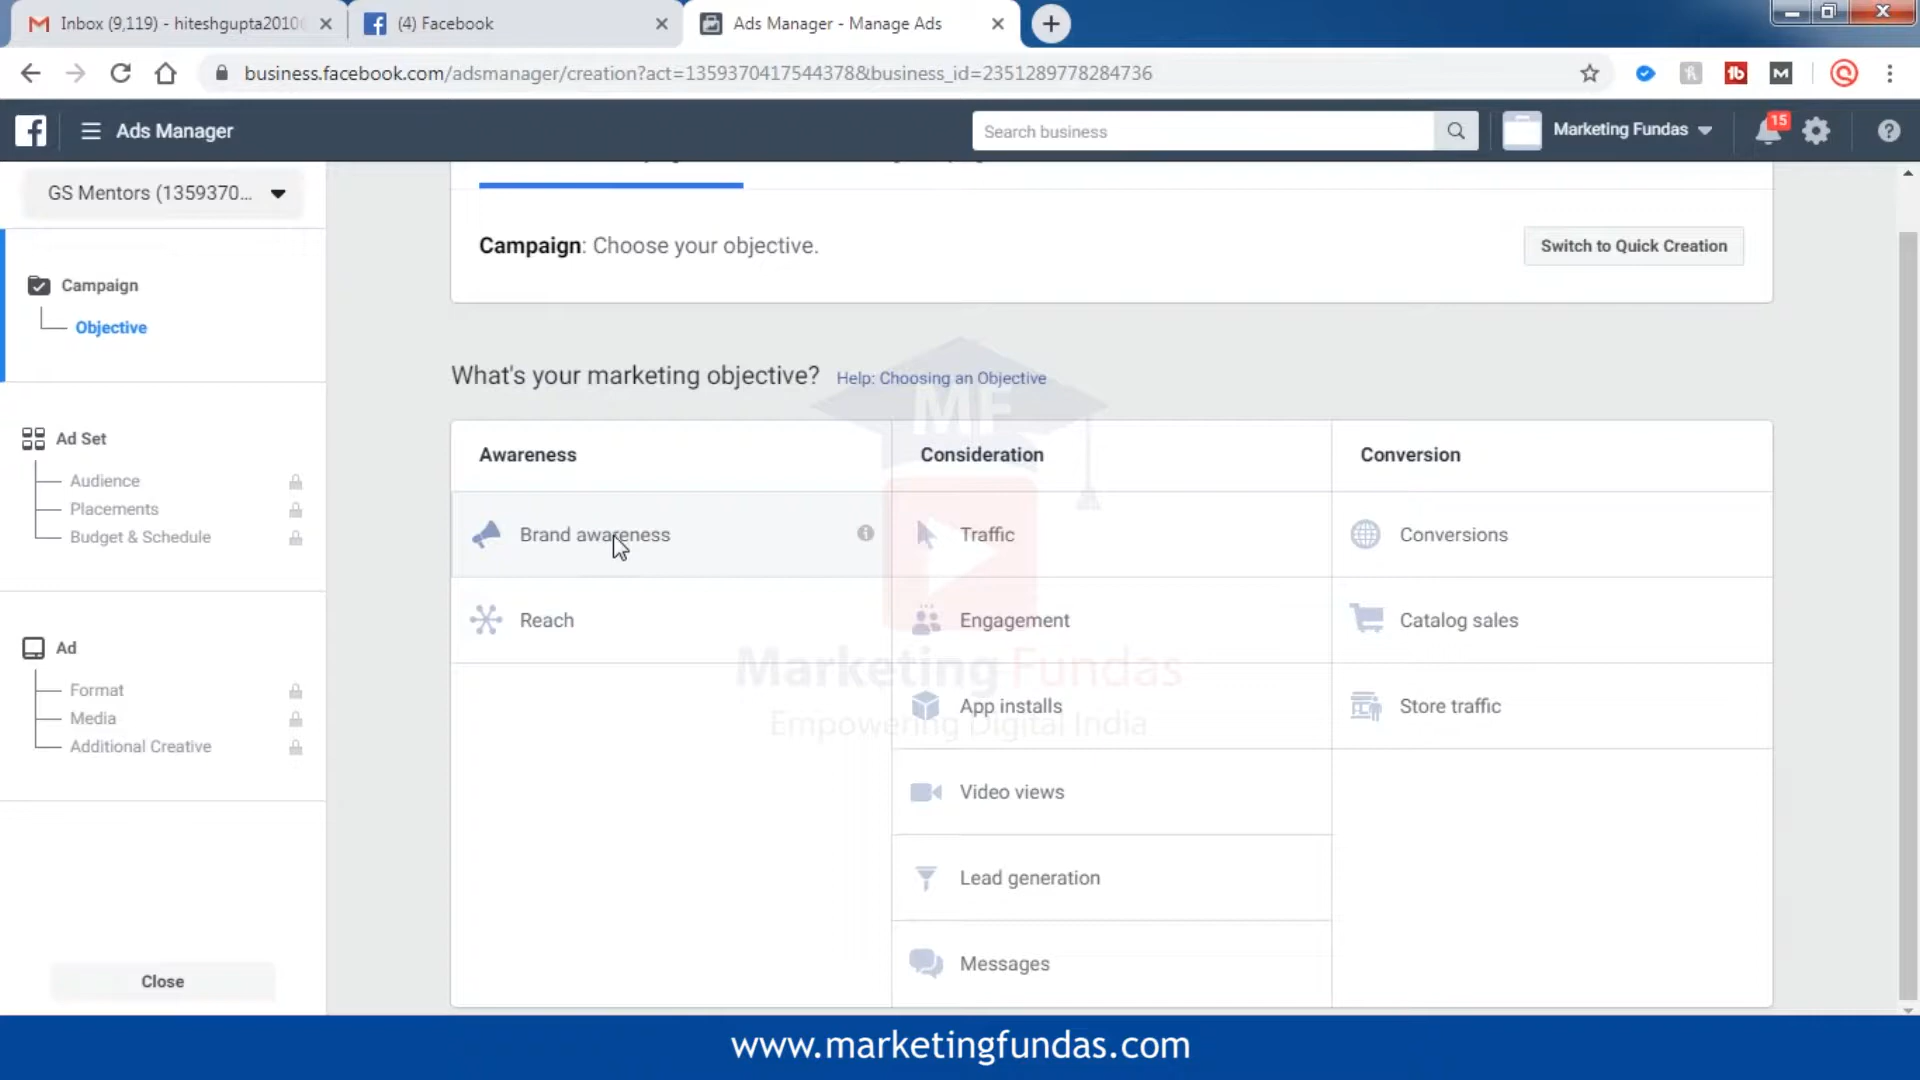 Inbox (9,119) - hiteshgupta2010
(4) Facebook
Ads Manager - Manage Ads
business.facebook.com/adsmanager/creation?act=1359370417544378&business_id=2351289778284736
Ads Manager
Search business
Marketing Fundas
15
GS Mentors (1359370...
Campaign: Choose your objective.
Switch to Quick Creation
Campaign
Objective
What's your marketing objective? Help: Choosing an Objective
MF
Ad Set
Audience
Placements
Budget & Schedule
Awareness
Consideration
Conversion
Brand awareness
Traffic
Conversions
Reach
Engagement
Catalog sales
Marketing Fundas
Ad
Format
Media
Additional Creative
App installs
Store traffic
Empowering Digital India
Video views
Lead generation
Messages
Close
www.marketingfundas.com